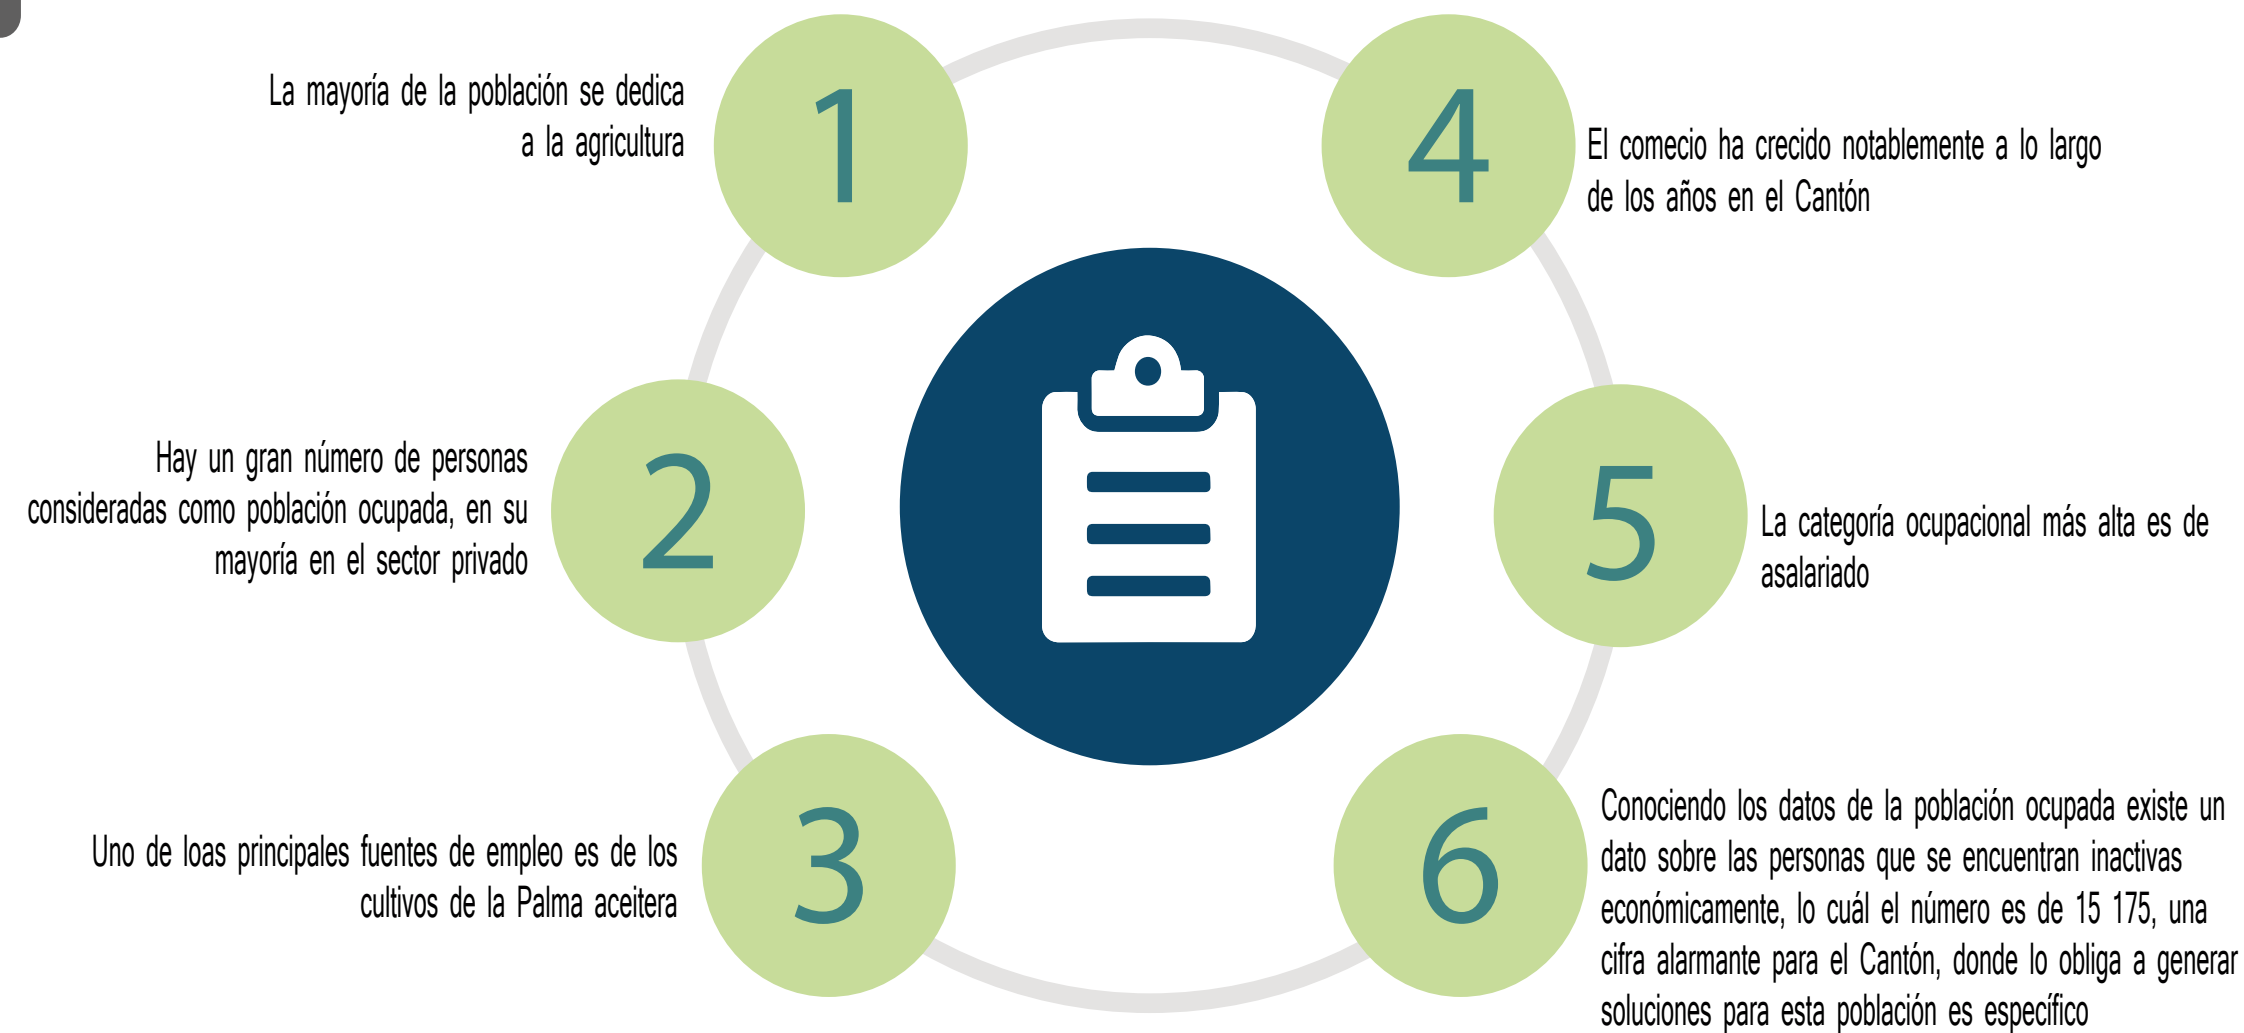 1
La mayoría de la población se dedica
a la agricultura
2
Hay un gran número de personas
consideradas como población ocupada, en su
mayoría en el sector privado
3
Uno de loas principales fuentes de empleo es de los
cultivos de la Palma aceitera
4
El comecio ha crecido notablemente a lo largo
de los años en el Cantón
5
La categoría ocupacional más alta es de
asalariado
6
Conociendo los datos de la población ocupada existe un
dato sobre las personas que se encuentran inactivas
económicamente, lo cuál el número es de 15 175, una
cifra alarmante para el Cantón, donde lo obliga a generar
soluciones para esta población es específico